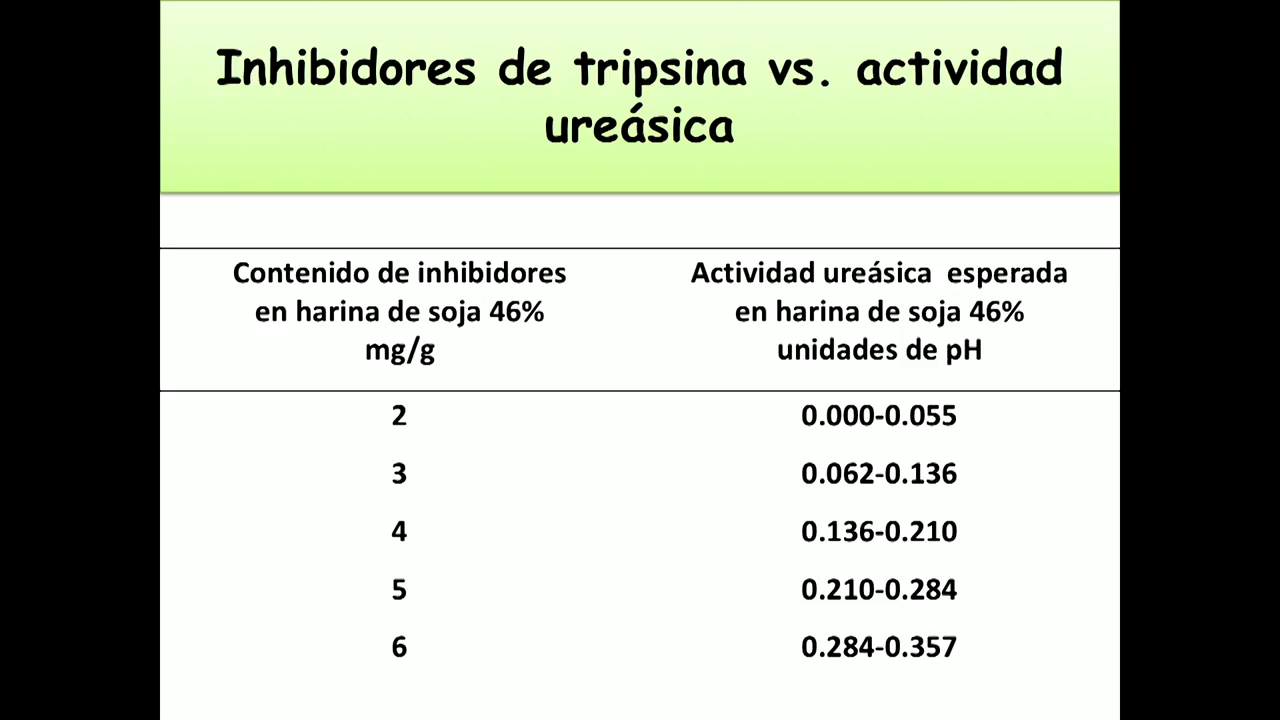 Inhibidores de tripsina vs. actividad
ureásica
Contenido de inhibidores
en harina de soja 46%
mg/g
Actividad ureásica esperada
en harina de soja 46%
unidades de pH
2 0.000-0.055
3 0.062-0.136
4 0.136-0.210
5 0.210-0.284
6 0.284-0.357